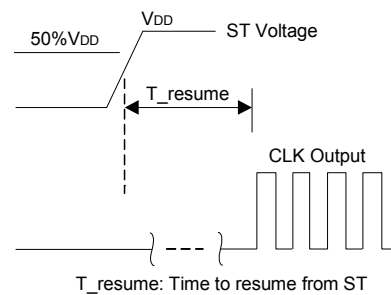 VDD
50%VDD
ST Voltage
T_resume
CLK Output
T_resume: Time to resume from ST